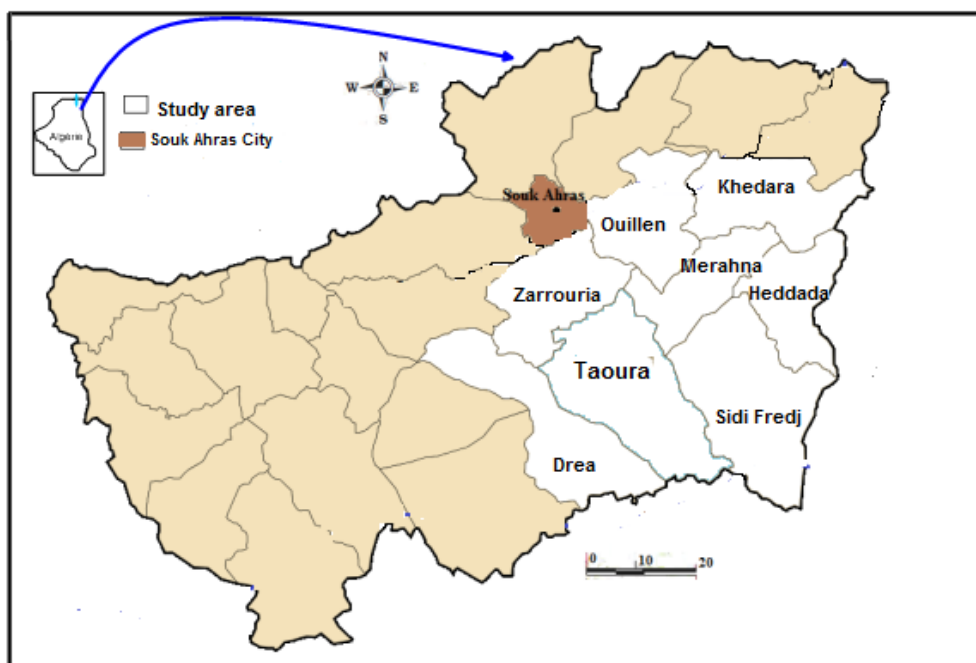 N
W E
S
Study area
Algérie
Souk Ahras City
Souk Ahras
Khedara
Ouillen
Merahna
Zarrouria
Heddada
Taoura
Sidi Fredj
Drea
0 10 20